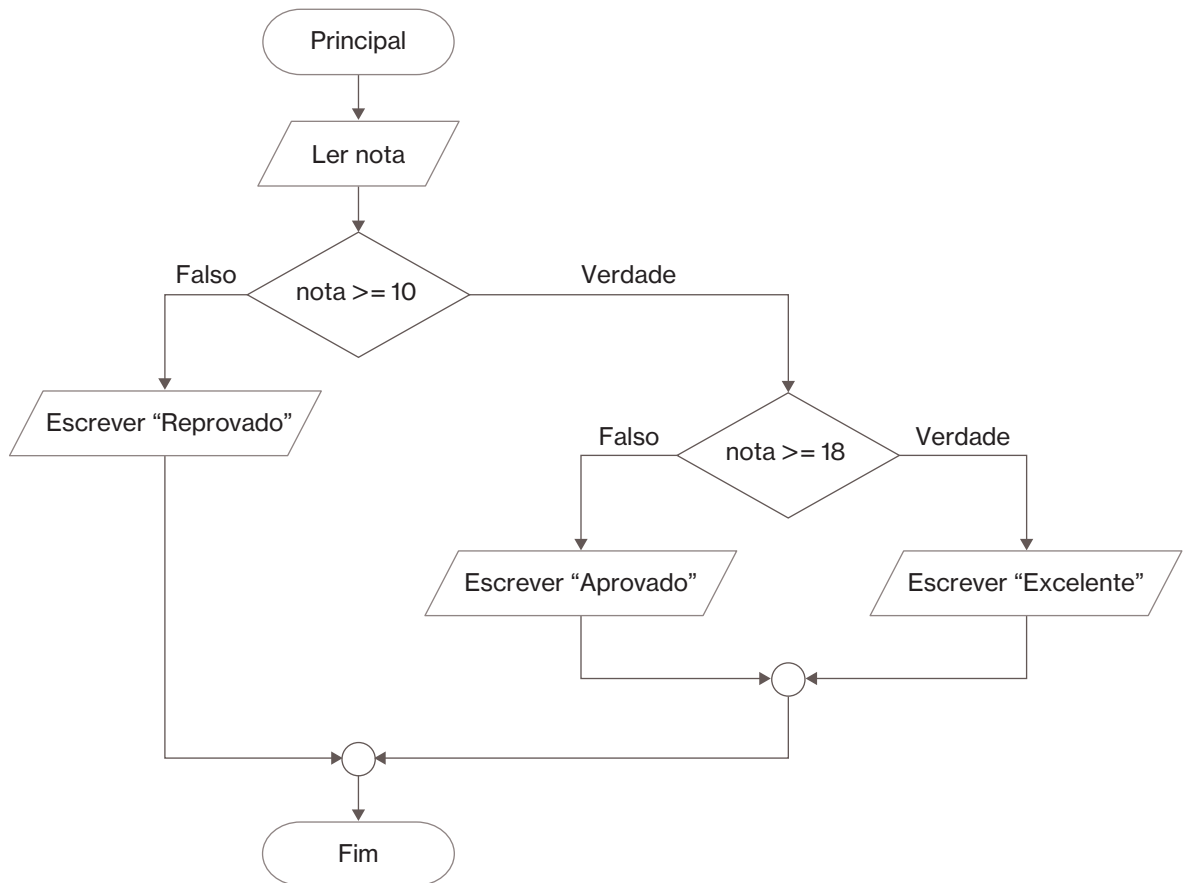 Principal
Ler nota
Falso
nota >= 10
Verdade
Escrever “Reprovado”
Falso
nota >= 18
Verdade
Escrever “Aprovado”
Escrever “Excelente”
Fim